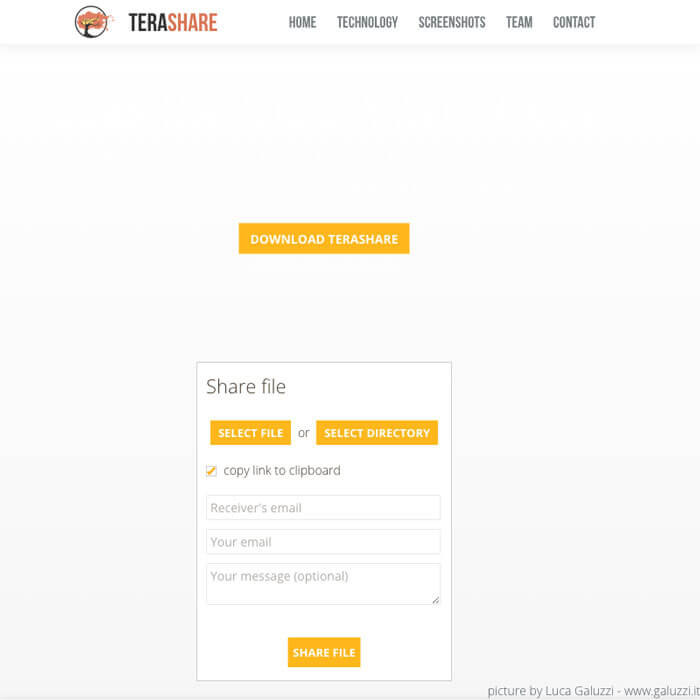 TERASHARE HOME TECHNOLOGY SCREENSHOTS TEAM CONTACT
DOWNLOAD TERASHARE
Share file
SELECT FILE or SELECT DIRECTORY
copy link to clipboard
Receiver's email
Your email
Your message (optional)
SHARE FILE
picture by Luca Galuzzi - www.galuzzi.it